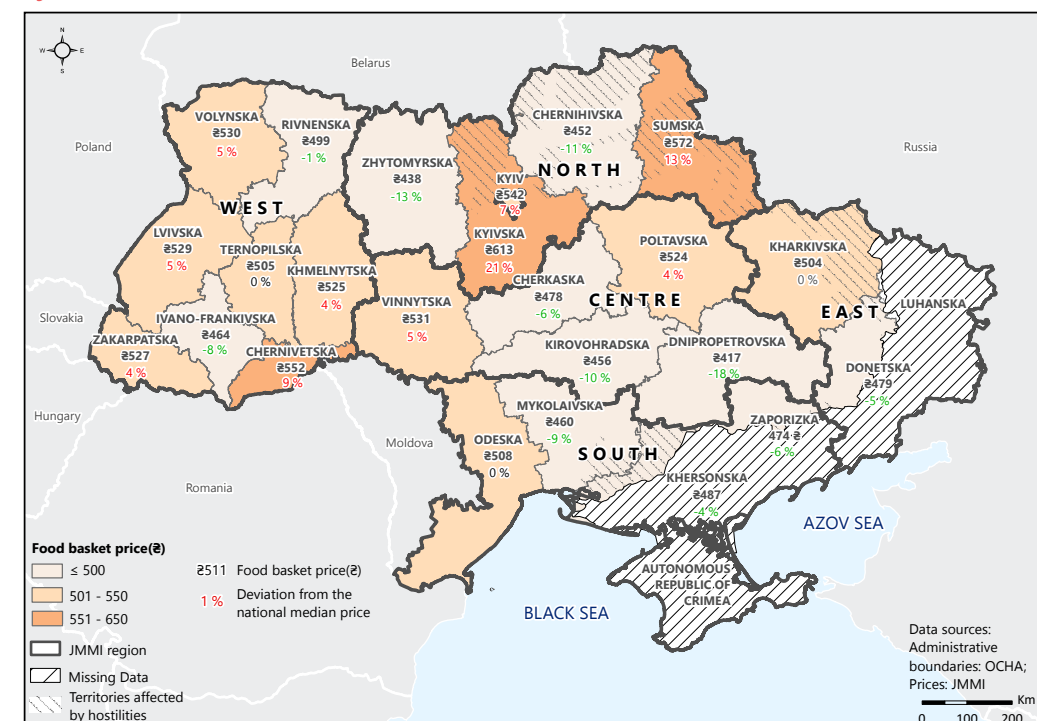 N
W E
S
Belarus
Poland
Russia
Slovakia
Hungary
Romania
Moldova
VOLYNSKA
₴530
5 %
RIVNENSKA
₴499
-1 %
ZHYTOMYRSKA
₴438
-13 %
CHERNIHIVSKA
₴452
-11 %
SUMSKA
₴572
13 %
NORTH
KYIV
₴542
7 %
KYIVSKA
₴613
21 %
WEST
LVIVSKA
₴529
5 %
TERNOPILSKA
₴505
0 %
KHMELNYTSKA
₴525
4 %
VINNYTSKA
₴531
5 %
IVANO-FRANKIVSKA
₴464
-8 %
ZAKARPATSKA
₴527
4 %
CHERNIVETSKA
₴552
9 %
CHERKASKA
₴478
-6 %
CENTRE
POLTAVSKA
₴524
4 %
KHARKIVSKA
₴504
0 %
EAST
LUHANSKA
KIROVOHRADSKA
₴456
-10 %
DNIPROPETROVSKA
₴417
-18 %
DONETSKA
₴479
-5 %
MYKOLAIVSKA
₴460
-9 %
ODESKA
₴508
0 %
SOUTH
ZAPORIZKA
474 ₴
-6 %
KHERSONSKA
₴487
-4 %
AUTONOMOUS
REPUBLIC OF
CRIMEA
AZOV SEA
BLACK SEA
Food basket price(₴)
≤ 500
501 - 550
551 - 650
JMMI region
Missing Data
Territories affected
by hostilities
₴511 Food basket price(₴)
1 % Deviation from the
national median price
Data sources:
Administrative
boundaries: OCHA;
Prices: JMMI
Km
0 100 200